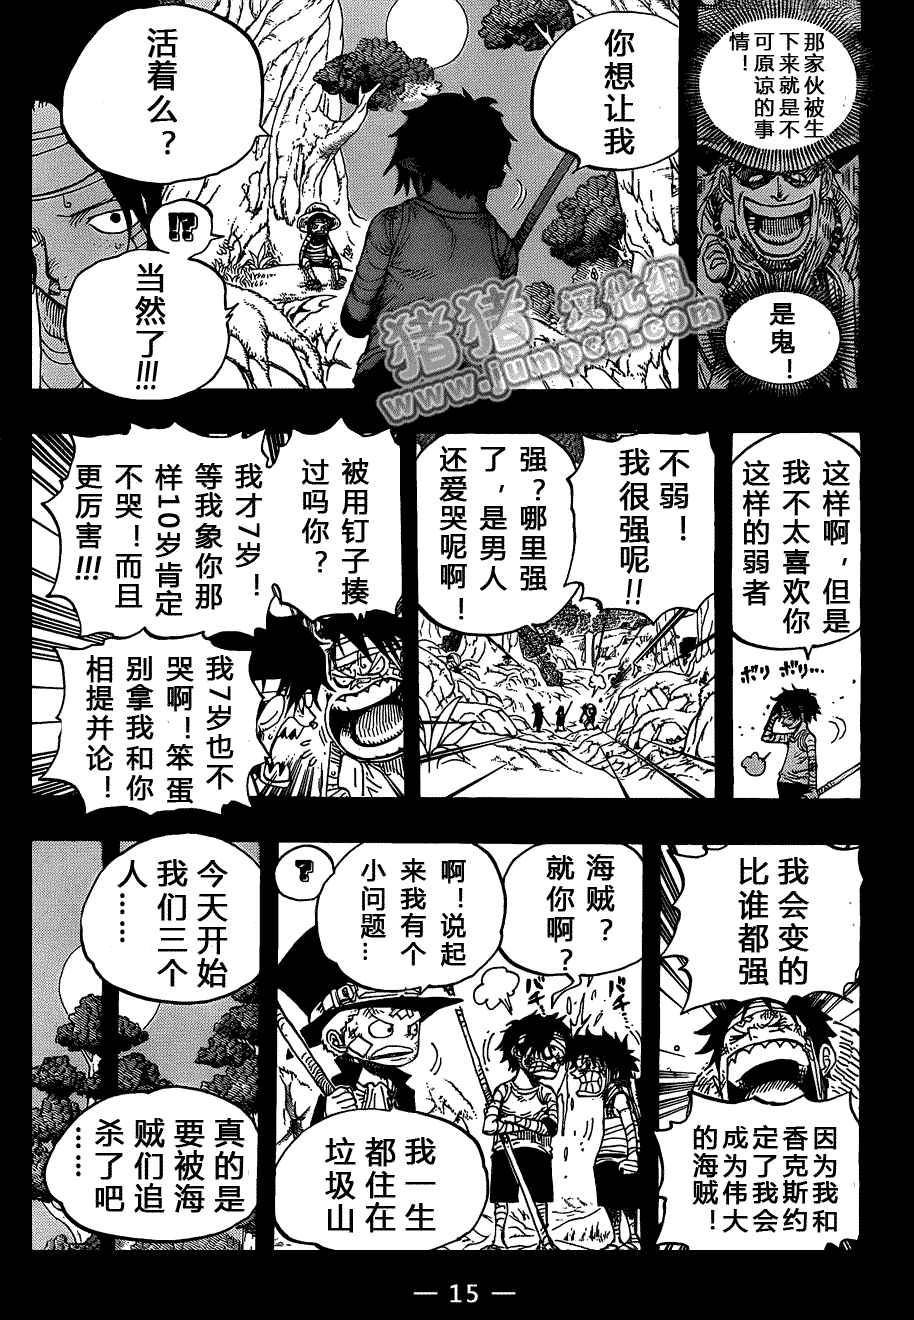 那家伙被生
下来就是不
可原谅的事
情！
是鬼！
你想让我
活着么？
!?
当然了!!!
猪猪汉化组
www.jumpcn.com
这样啊，但是
我不太喜欢你
这样的弱者
ボリ ボリ…
不弱！
我很强呢!!
强？哪里强
了，是男人
还爱哭呢啊！
被用钉子揍
过吗你？
我才7岁！
等我象你那
样10岁肯定
不哭！而且
更厉害!!!
我7岁也不
哭啊！笨蛋
别拿我和你
相提并论！
我会变的
比谁都强
因为我和
香克斯约
定了我会
成为伟大
的海贼！
海贼？
就你啊？
バチ
バチ
啊！说起
来我有个
小问题…
?
我一生
都住在
垃圾山
今天开始
我们三个
人……
真的是
要被海
贼们追
杀了吧
……
— 15 —